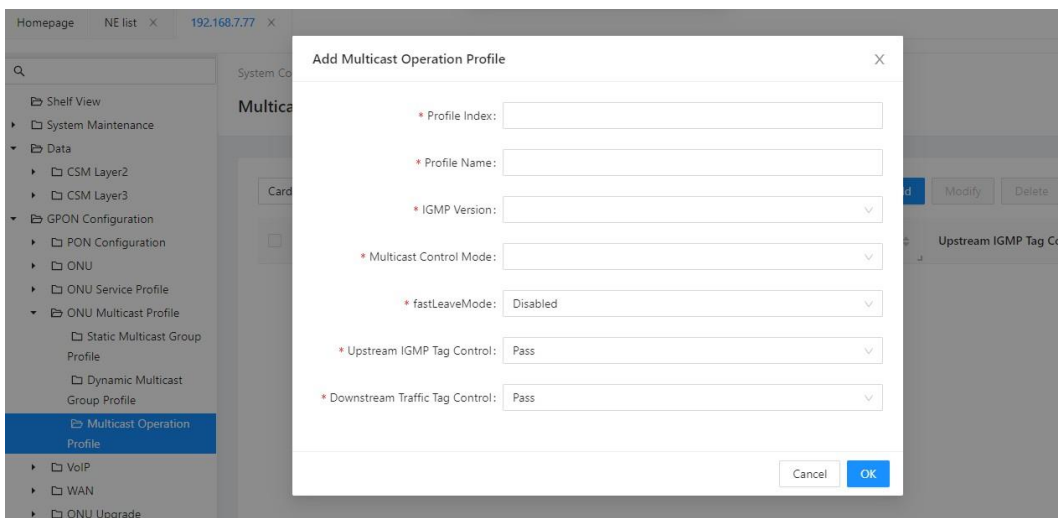 Homepage
NE list
192.168.7.77
Add Multicast Operation Profile
System Co
Shelf View
Multica
* Profile Index:
System Maintenance
Data
* Profile Name:
CSM Layer2
Card
Modify
Delete
CSM Layer3
* IGMP Version:
GPON Configuration
PON Configuration
Upstream IGMP Tag Co
* Multicast Control Mode:
ONU
ONU Service Profile
* fastLeaveMode: Disabled
ONU Multicast Profile
Static Multicast Group
Profile
* Upstream IGMP Tag Control: Pass
Dynamic Multicast
Group Profile
* Downstream Traffic Tag Control: Pass
Multicast Operation
Profile
VoIP
Cancel
OK
WAN
ONU Upgrade